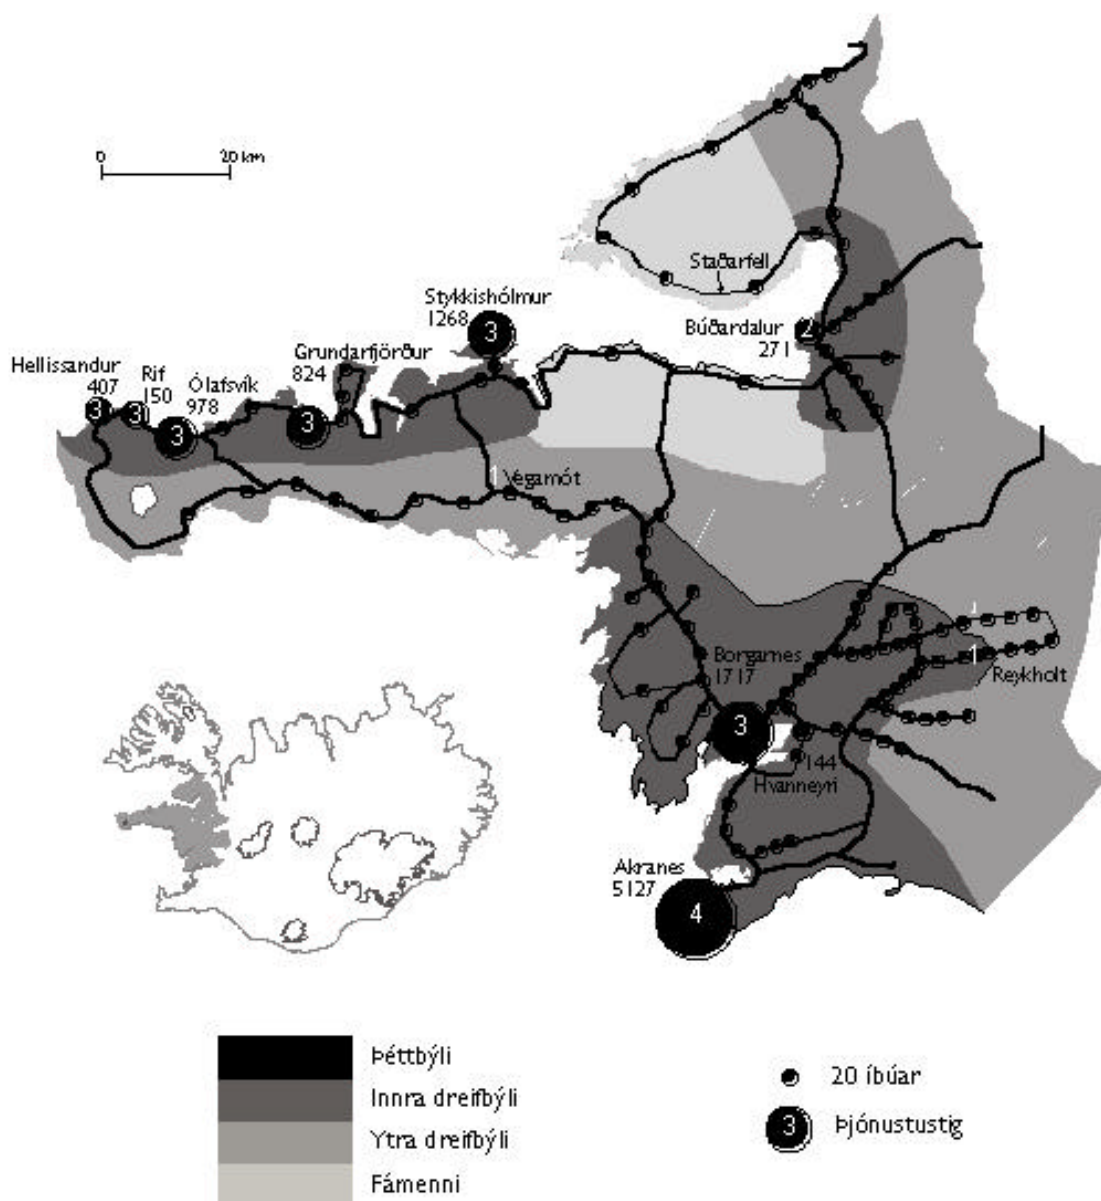 0 20 km
Staðarfell
Stykkishólmur
1268
3
Búðardalur
271
2
Grundarfjörður
824
3
Hellissandur
407
3
Rif
150
3
Ólafsvík
978
3
1
Vegamót
Borgarnes
1717
3
1
Reykholt
144
Hvanneyri
Akranes
5127
4
Þéttbýli
Innra dreifbýli
Ytra dreifbýli
Fámenni
20 íbúar
3 Þjónustustig